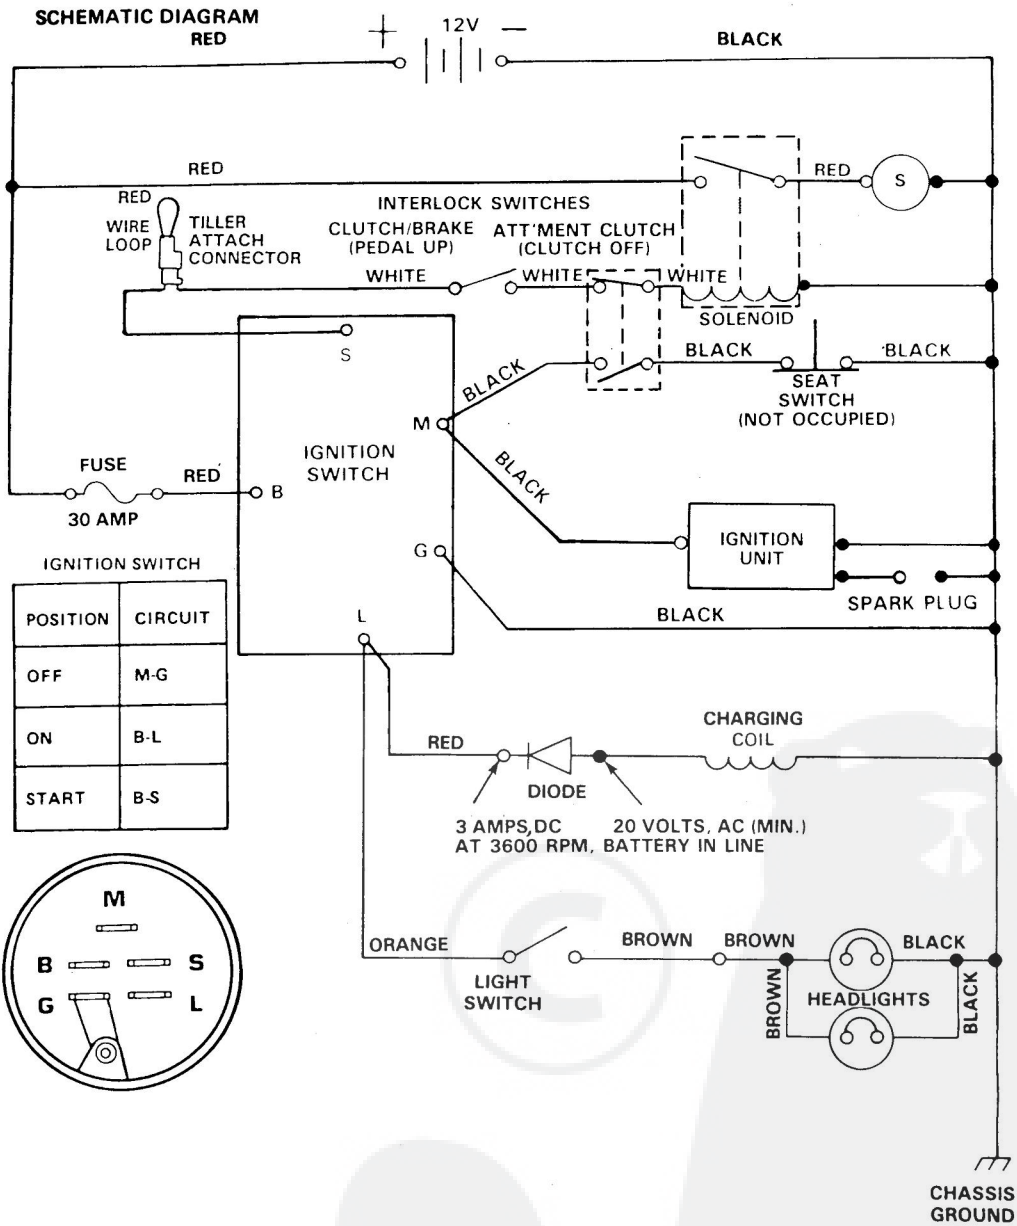 SCHEMATIC DIAGRAM
RED
+ 12V −
BLACK
RED
RED
S
RED
WIRE
LOOP
TILLER
ATTACH
CONNECTOR
INTERLOCK SWITCHES
CLUTCH/BRAKE
(PEDAL UP)
ATT'MENT CLUTCH
(CLUTCH OFF)
WHITE
WHITE
WHITE
SOLENOID
S
BLACK
BLACK
BLACK
SEAT
SWITCH
(NOT OCCUPIED)
M
IGNITION
SWITCH
BLACK
FUSE
RED
B
30 AMP
IGNITION
UNIT
G
SPARK PLUG
BLACK
L
IGNITION SWITCH
POSITION CIRCUIT
OFF M-G
ON B-L
START B-S
RED
DIODE
CHARGING
COIL
3 AMPS,DC 20 VOLTS, AC (MIN.)
AT 3600 RPM, BATTERY IN LINE
M
B S
G L
C
ORANGE
LIGHT
SWITCH
BROWN
BROWN
BLACK
BROWN
HEADLIGHTS
BLACK
CHASSIS
GROUND